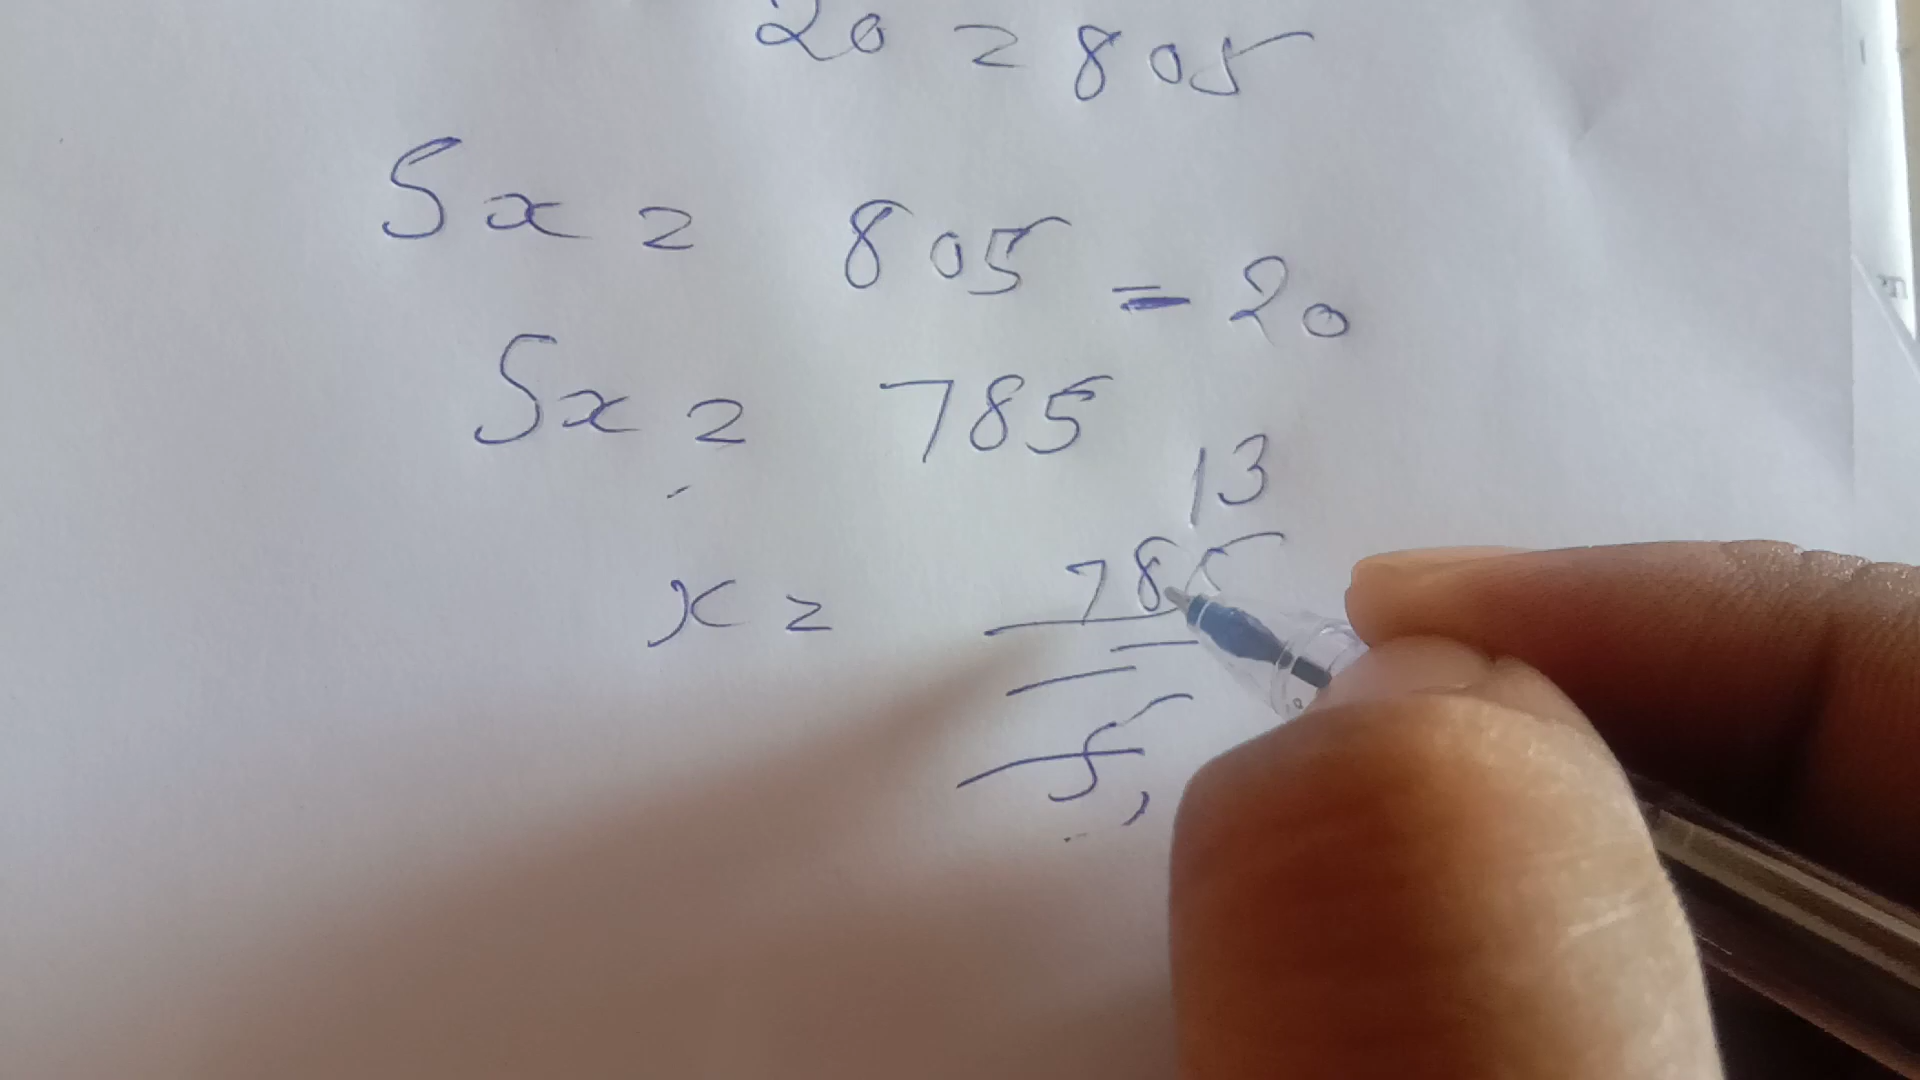 20 = 805
5x = 805 - 20
5x = 785
13
x = 785
5,